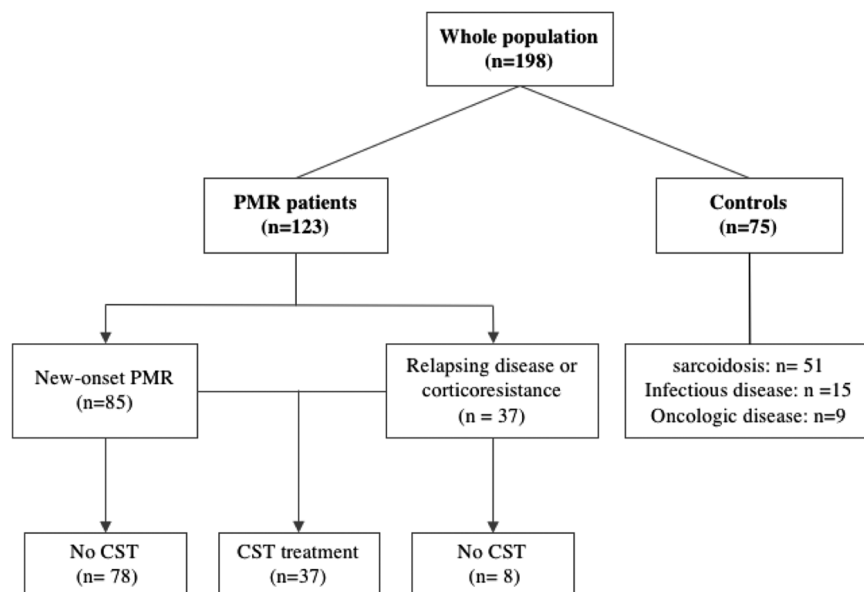 Whole population
(n=198)
PMR patients
(n=123)
Controls
(n=75)
New-onset PMR
(n=85)
Relapsing disease or
corticoresistance
(n = 37)
sarcoidosis: n= 51
Infectious disease: n =15
Oncologic disease: n=9
No CST
(n= 78)
CST treatment
(n=37)
No CST
(n= 8)